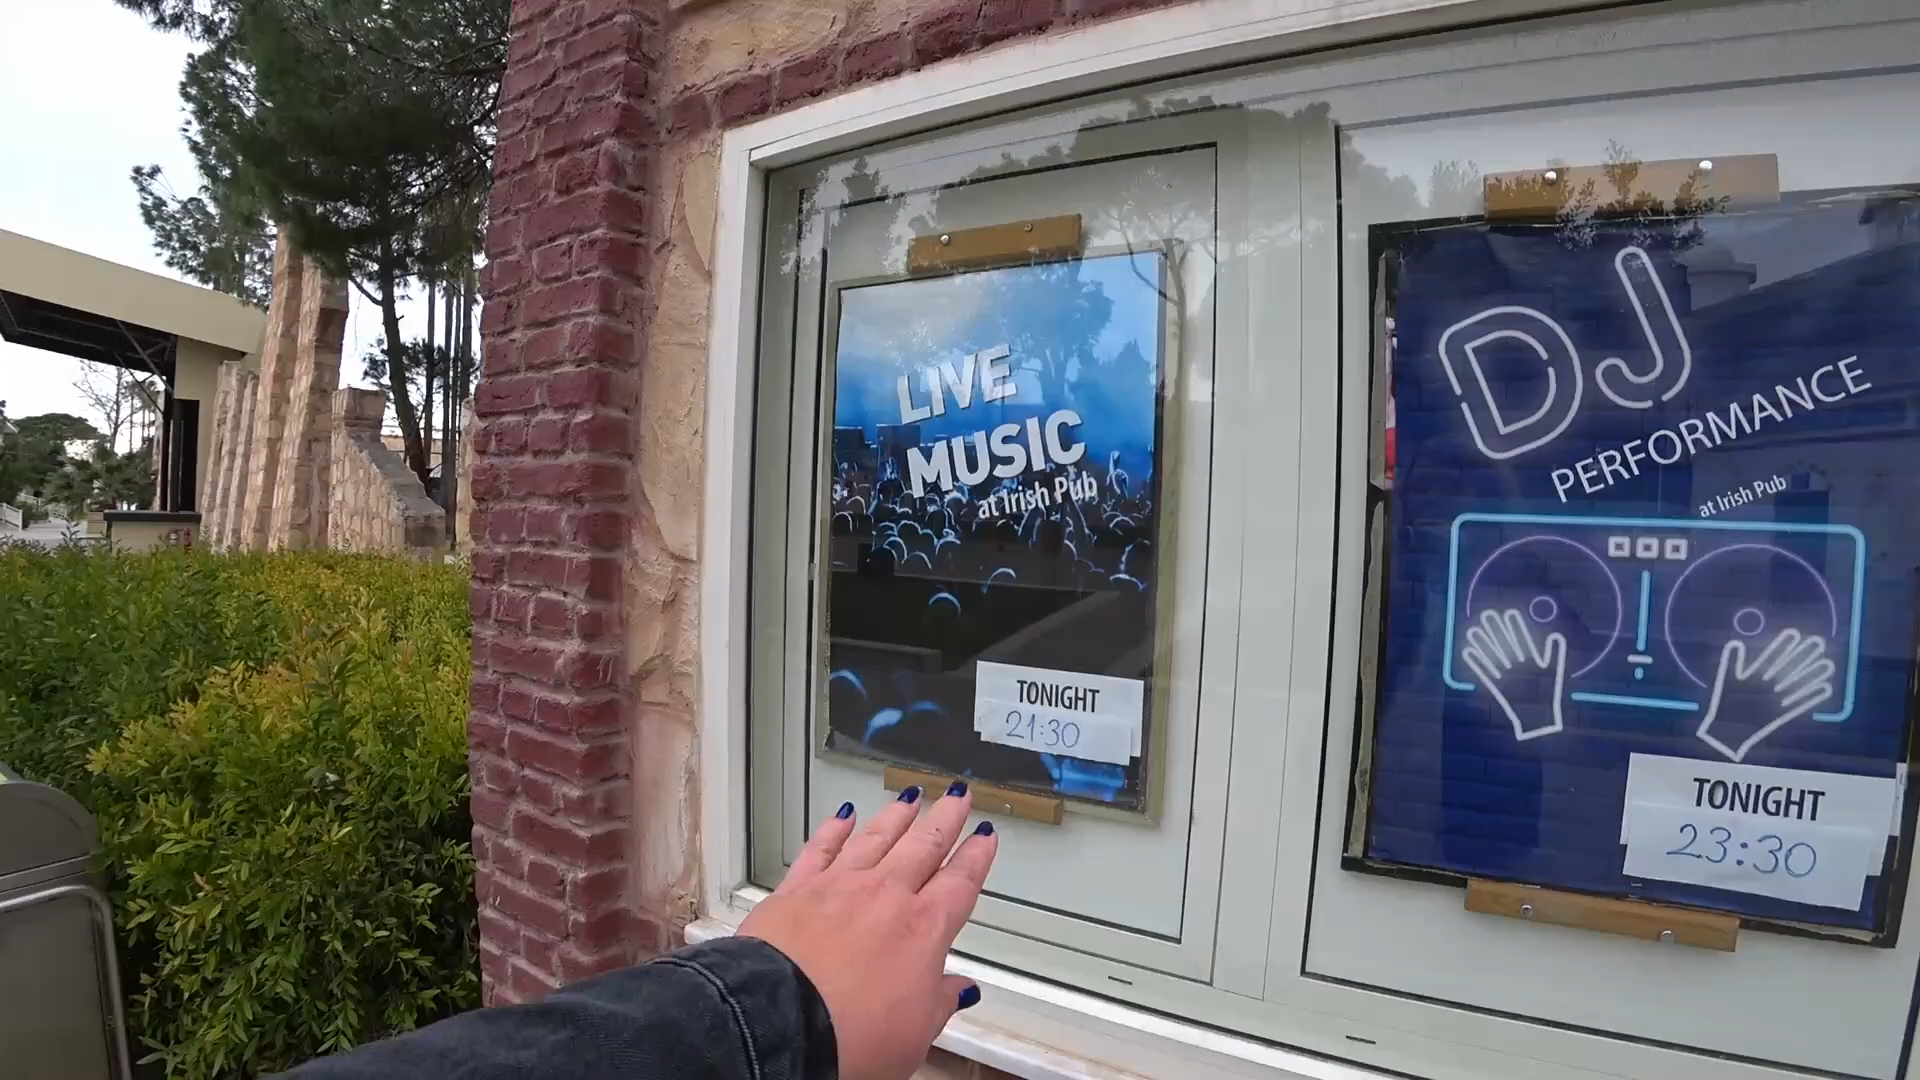 LIVE
MUSIC
at Irish Pub
TONIGHT
21:30
DJ
PERFORMANCE
at Irish Pub
TONIGHT
23:30